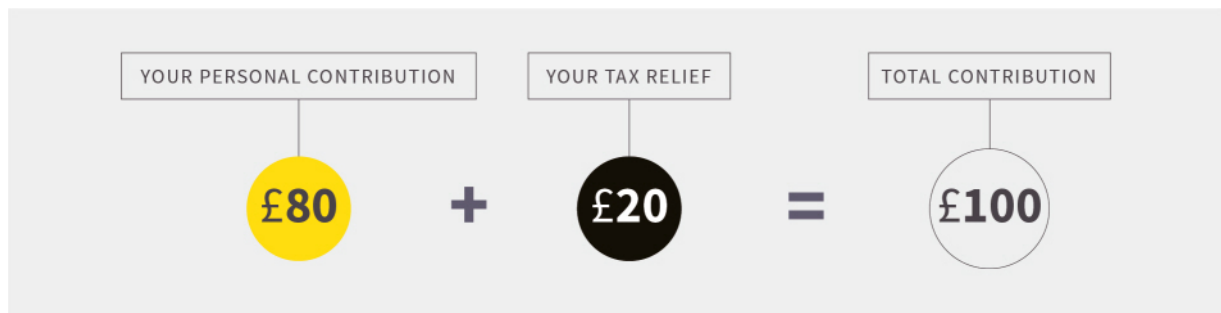 YOUR PERSONAL CONTRIBUTION
YOUR TAX RELIEF
TOTAL CONTRIBUTION
£80 + £20 = £100